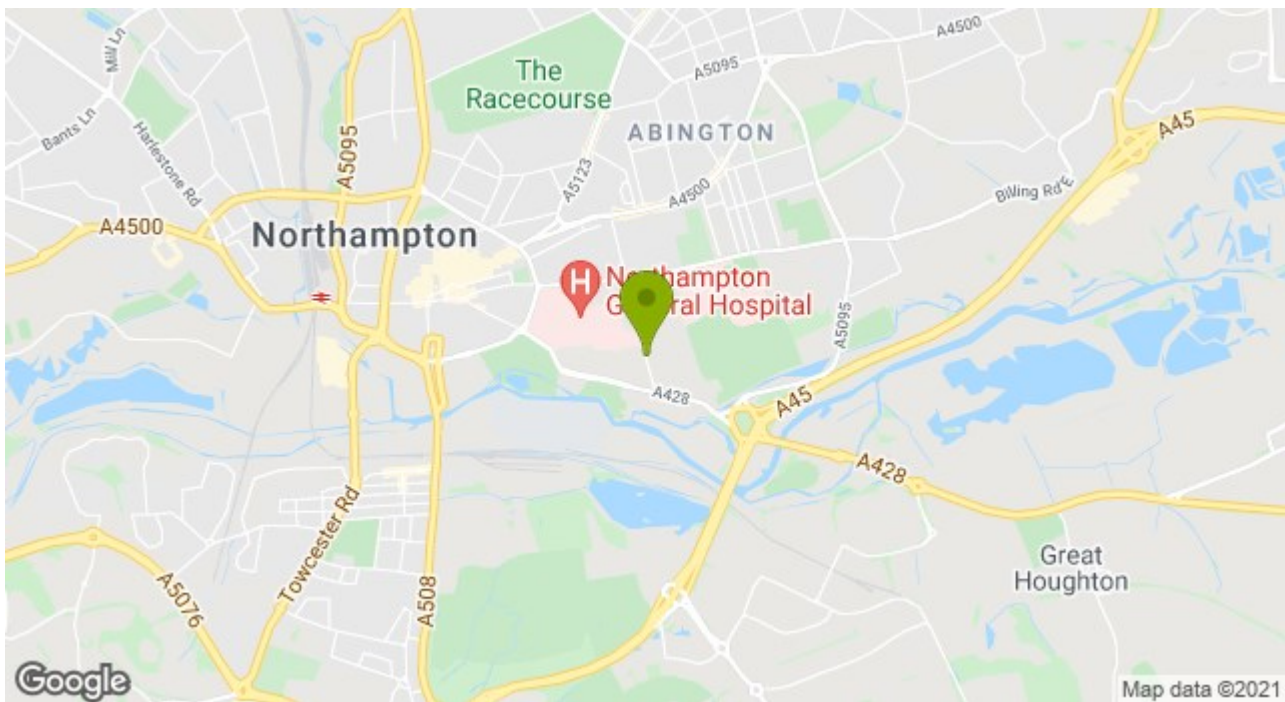 A4500
Mill Ln
A5095
The
Racecourse
ABINGTON
A45
Bants Ln
Harlestone Rd
A5095
A5123
A4500
Billing Rd E
A4500
Northampton
H
Northampton
General Hospital
A5095
A428
A45
A428
Towcester Rd
A508
Great
Houghton
A5076
Google
Map data ©2021